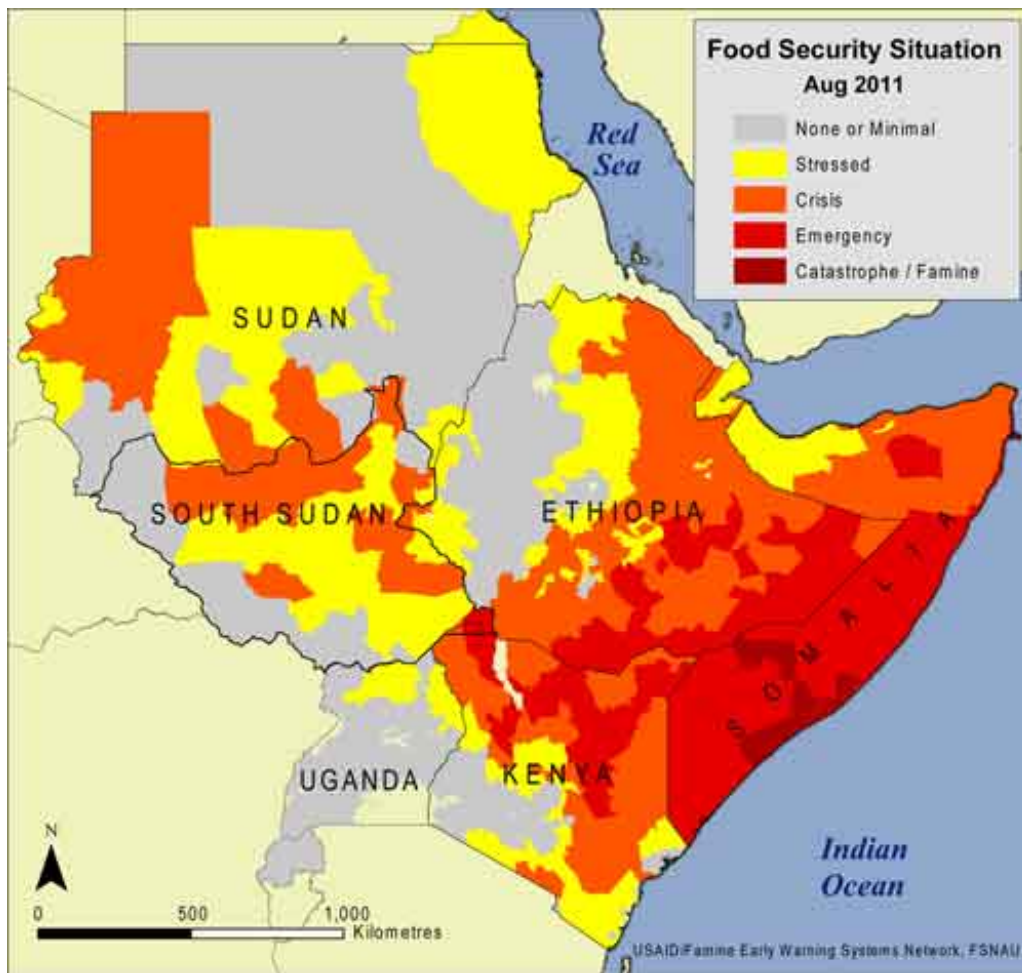 Food Security Situation
Aug 2011
None or Minimal
Stressed
Crisis
Emergency
Catastrophe / Famine
Red
Sea
SUDAN
SOUTH SUDAN
ETHIOPIA
SOMALIA
UGANDA
KENYA
Indian
Ocean
N
0 500 1,000
Kilometres
USAID/Famine Early Warning Systems Network, FSNAU